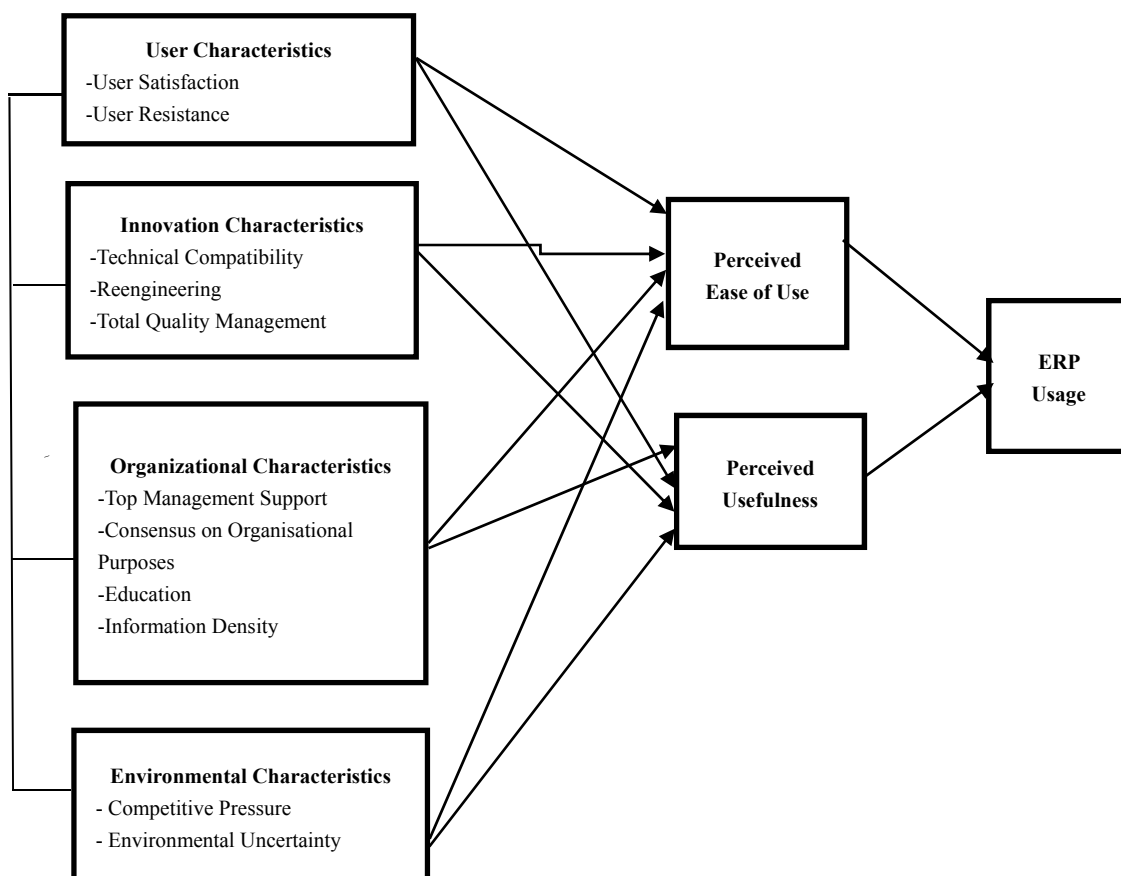 User Characteristics
-User Satisfaction
-User Resistance
Innovation Characteristics
-Technical Compatibility
-Reengineering
-Total Quality Management
Organizational Characteristics
-Top Management Support
-Consensus on Organisational
Purposes
-Education
-Information Density
Environmental Characteristics
- Competitive Pressure
- Environmental Uncertainty
Perceived
Ease of Use
Perceived
Usefulness
ERP
Usage